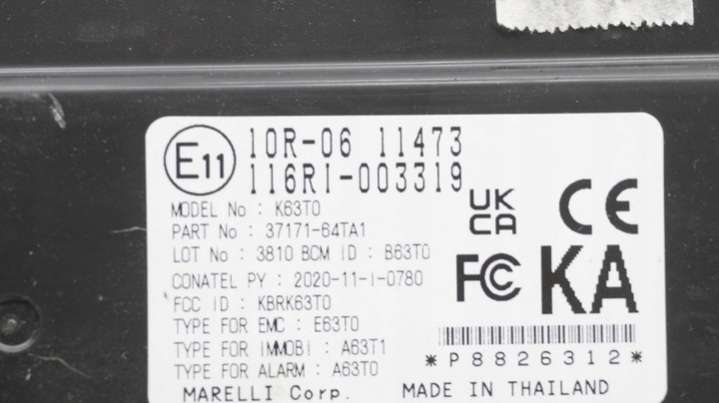 E11 10R-06 11473
116RI-003319
MODEL No : K63T0
PART No : 37171-64TA1
LOT No : 3810 BCM ID : B63T0
CONATEL PY : 2020-11-I-0780
FCC ID : KBRK63T0
TYPE FOR EMC : E63T0
TYPE FOR IMMOBI : A63T1
TYPE FOR ALARM : A63T0
MARELLI Corp. MADE IN THAILAND
UK
CA
CE
FC
KA
*P8826312*